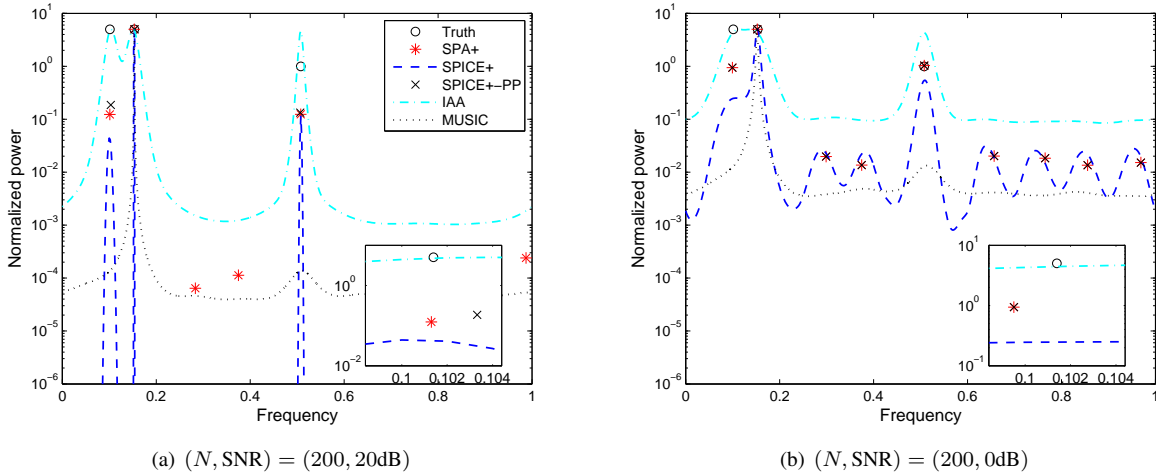 10^1
10^0
10^−1
10^−2
10^−3
10^−4
10^−5
10^−6
Normalized power
0 0.2 0.4 0.6 0.8 1
Frequency
Truth
SPA+
SPICE+
SPICE+−PP
IAA
MUSIC
10^0
10^−2
0.1 0.102 0.104
(a) (N, SNR) = (200, 20dB)
10^1
10^0
10^−1
10^−2
10^−3
10^−4
10^−5
10^−6
Normalized power
0 0.2 0.4 0.6 0.8 1
Frequency
10^1
10^0
10^−1
0.1 0.102 0.104
(b) (N, SNR) = (200, 0dB)